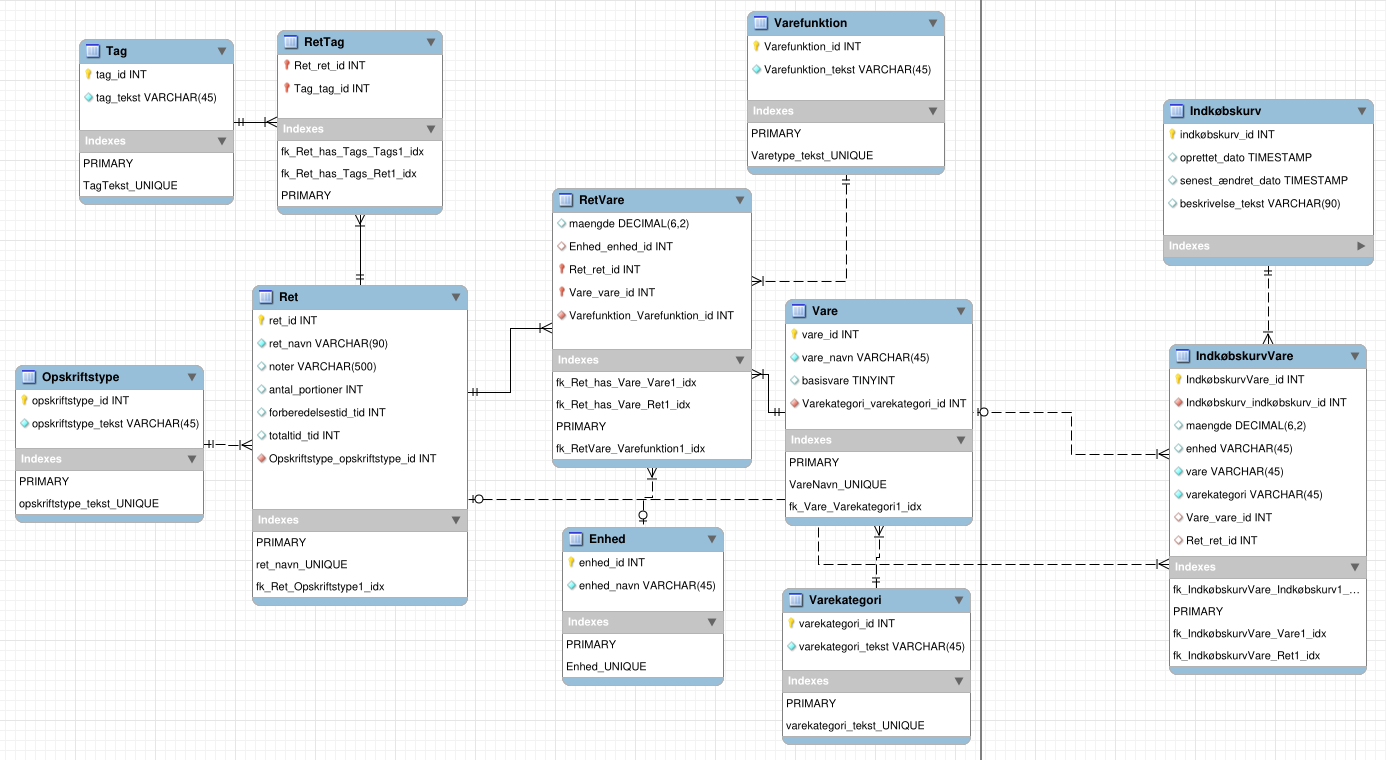 Tag
tag_id INT
tag_tekst VARCHAR(45)
Indexes
PRIMARY
TagTekst_UNIQUE
RetTag
Ret_ret_id INT
Tag_tag_id INT
Indexes
fk_Ret_has_Tags_Tags1_idx
fk_Ret_has_Tags_Ret1_idx
PRIMARY
Varefunktion
Varefunktion_id INT
Varefunktion_tekst VARCHAR(45)
Indexes
PRIMARY
Varetype_tekst_UNIQUE
Indkøbskurv
indkøbskurv_id INT
oprettet_dato TIMESTAMP
senest_ændret_dato TIMESTAMP
beskrivelse_tekst VARCHAR(90)
Indexes
RetVare
maengde DECIMAL(6,2)
Enhed_enhed_id INT
Ret_ret_id INT
Vare_vare_id INT
Varefunktion_Varefunktion_id INT
Indexes
fk_Ret_has_Vare_Vare1_idx
fk_Ret_has_Vare_Ret1_idx
PRIMARY
fk_RetVare_Varefunktion1_idx
Ret
ret_id INT
ret_navn VARCHAR(90)
noter VARCHAR(500)
antal_portioner INT
forberedelsestid_tid INT
totaltid_tid INT
Opskriftstype_opskriftstype_id INT
Indexes
PRIMARY
ret_navn_UNIQUE
fk_Ret_Opskriftstype1_idx
Vare
vare_id INT
vare_navn VARCHAR(45)
basisvare TINYINT
Varekategori_varekategori_id INT
Indexes
PRIMARY
VareNavn_UNIQUE
fk_Vare_Varekategori1_idx
IndkøbskurvVare
IndkøbskurvVare_id INT
Indkøbskurv_indkøbskurv_id INT
maengde DECIMAL(6,2)
enhed VARCHAR(45)
vare VARCHAR(45)
varekategori VARCHAR(45)
Vare_vare_id INT
Ret_ret_id INT
Indexes
fk_IndkøbskurvVare_Indkøbskurv1_...
PRIMARY
fk_IndkøbskurvVare_Vare1_idx
fk_IndkøbskurvVare_Ret1_idx
Opskriftstype
opskriftstype_id INT
opskriftstype_tekst VARCHAR(45)
Indexes
PRIMARY
opskriftstype_tekst_UNIQUE
Enhed
enhed_id INT
enhed_navn VARCHAR(45)
Indexes
PRIMARY
Enhed_UNIQUE
Varekategori
varekategori_id INT
varekategori_tekst VARCHAR(45)
Indexes
PRIMARY
varekategori_tekst_UNIQUE